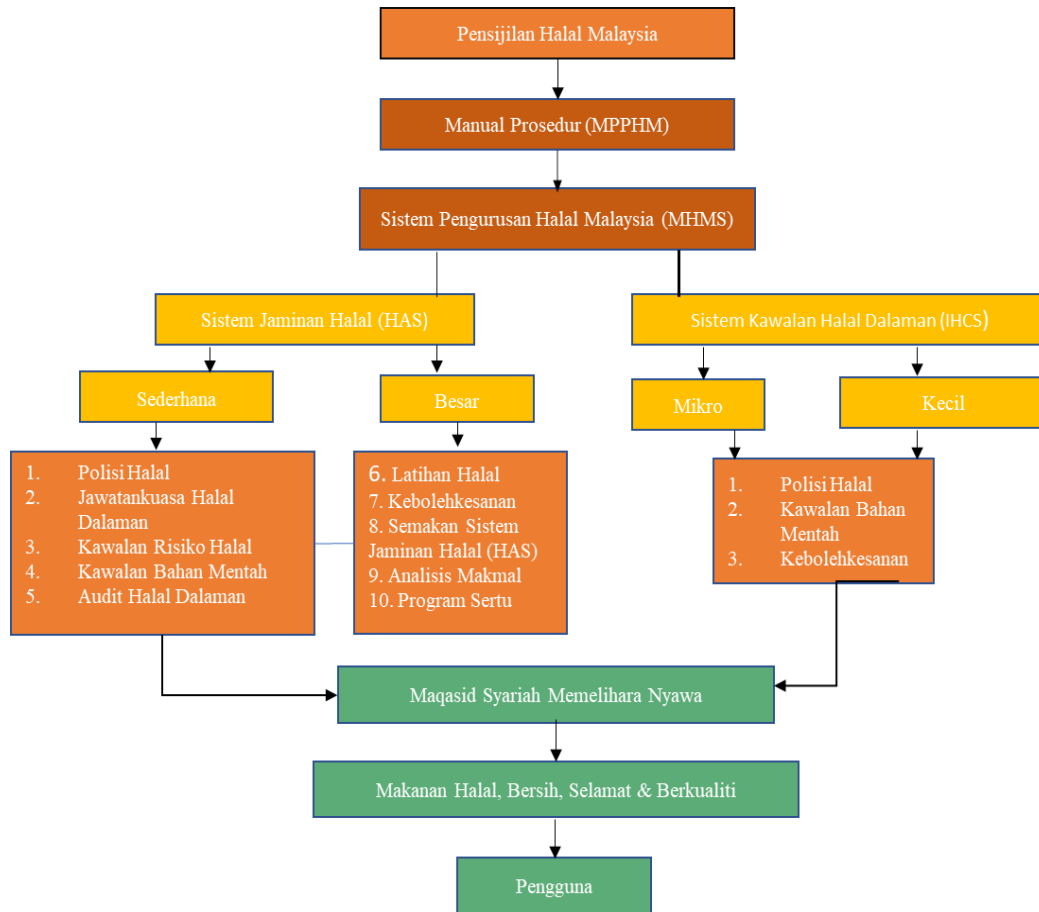 Pensijilan Halal Malaysia
Manual Prosedur (MPPHM)
Sistem Pengurusan Halal Malaysia (MHMS)
Sistem Jaminan Halal (HAS)
Sistem Kawalan Halal Dalaman (IHCS)
Sederhana
Besar
Mikro
Kecil
1. Polisi Halal
2. Jawatankuasa Halal
Dalaman
3. Kawalan Risiko Halal
4. Kawalan Bahan Mentah
5. Audit Halal Dalaman
6. Latihan Halal
7. Kebolehkesanan
8. Semakan Sistem
Jaminan Halal (HAS)
9. Analisis Makmal
10. Program Sertu
1. Polisi Halal
2. Kawalan Bahan
Mentah
3. Kebolehkesanan
Maqasid Syariah Memelihara Nyawa
Makanan Halal, Bersih, Selamat & Berkualiti
Pengguna